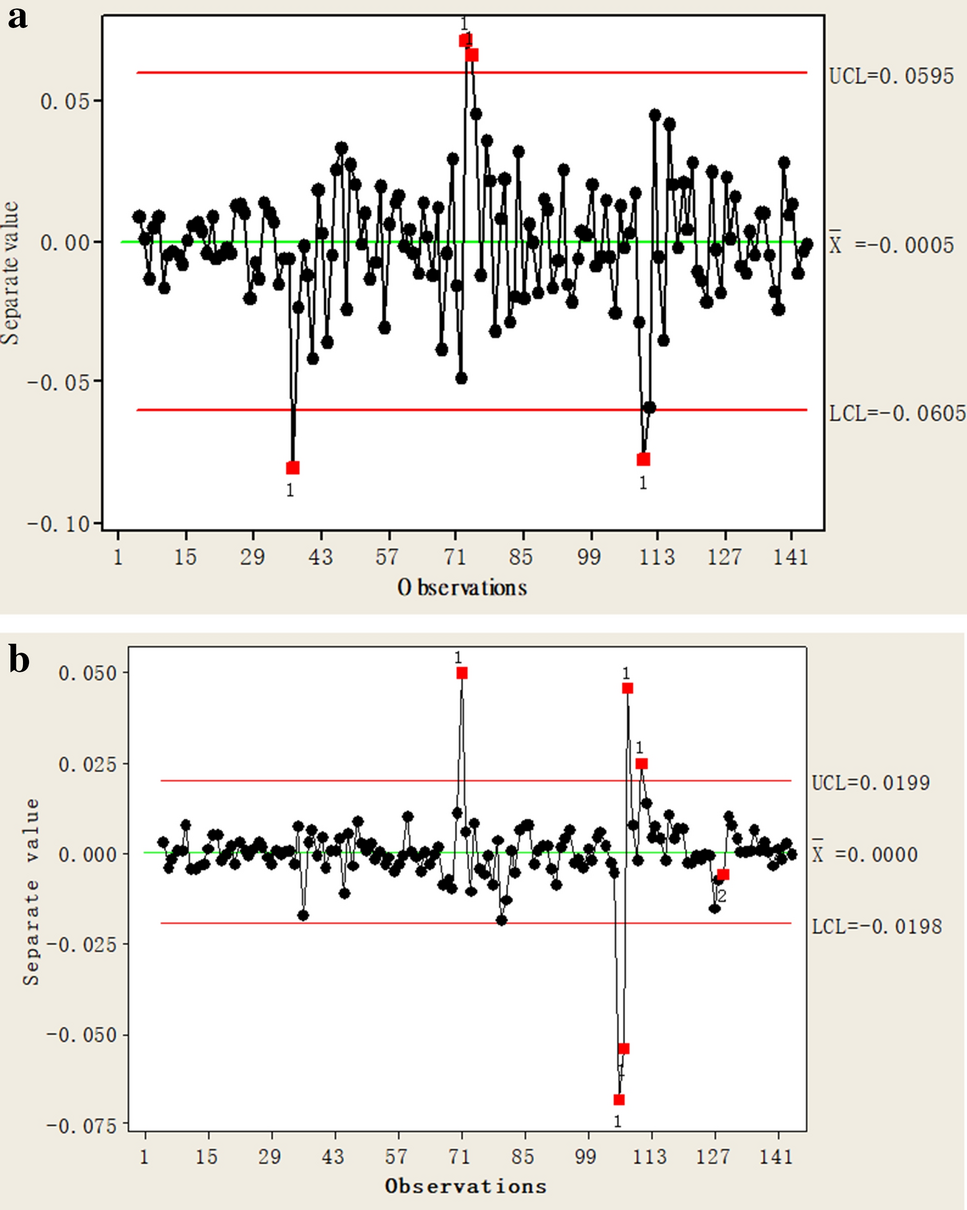 a
1
1
UCL=0.0595
0.05
0.00
X̄ =-0.0005
-0.05
LCL=-0.0605
1
1
-0.10
1 15 29 43 57 71 85 99 113 127 141
Separate value
Observations
b
1
1
0.050
1
0.025
UCL=0.0199
0.000
X̄ =0.0000
2
LCL=-0.0198
-0.025
-0.050
1
1
-0.075
1 15 29 43 57 71 85 99 113 127 141
Separate value
Observations